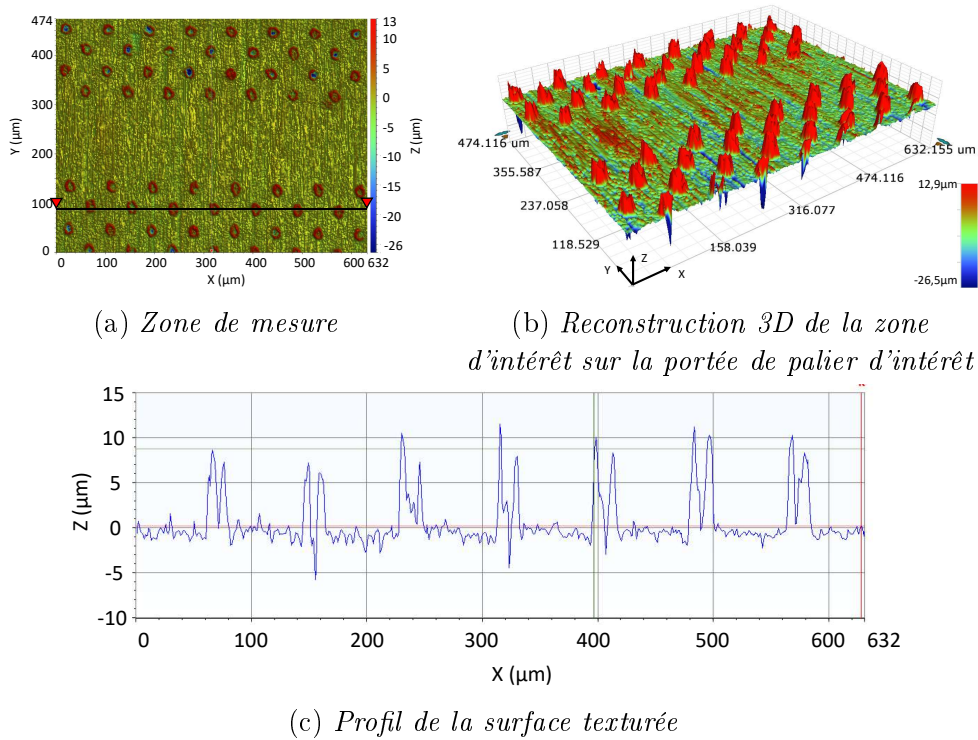 474
400
300
200
100
0
Y (µm)
0
100
200
300
400
500
600
632
X (µm)
13
10
5
0
-5
-10
-15
-20
-26
Z (µm)
474.116 um
355.587
237.058
118.529
158.039
316.077
474.116
632.155 um
12,9µm
-26,5µm
Z
Y
X
(a) Zone de mesure
(b) Reconstruction 3D de la zone
d'intérêt sur la portée de palier d'intérêt
15
10
5
0
-5
-10
Z (µm)
0
100
200
300
400
500
600
632
X (µm)
(c) Profil de la surface texturée